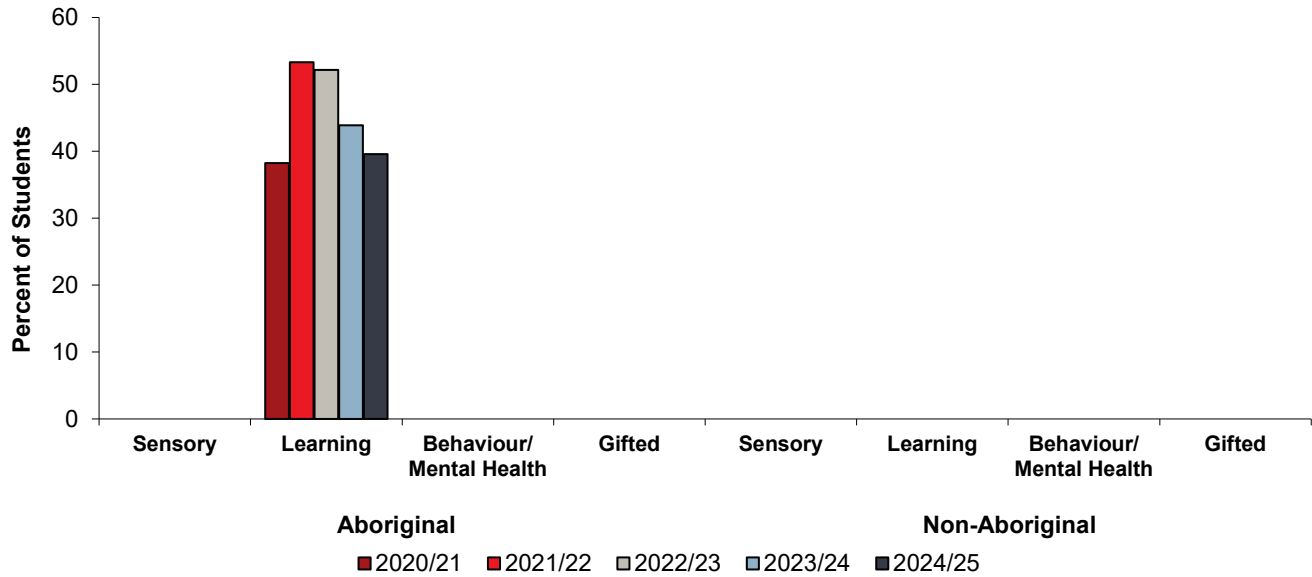 60
50
40
30
20
10
0
Percent of Students
Sensory
Learning
Behaviour/
Mental Health
Gifted
Sensory
Learning
Behaviour/
Mental Health
Gifted
Aboriginal
Non-Aboriginal
2020/21 2021/22 2022/23 2023/24 2024/25